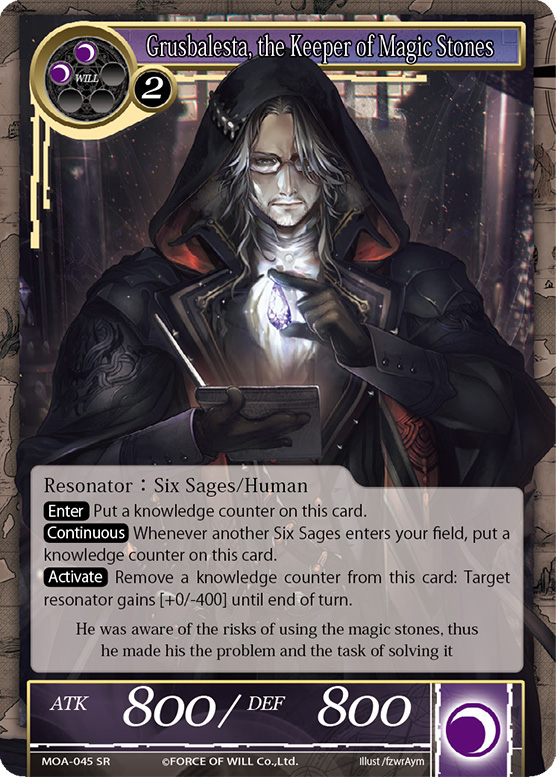 Grusbalesta, the Keeper of Magic Stones
WILL
2
Resonator : Six Sages/Human
Enter Put a knowledge counter on this card.
Continuous Whenever another Six Sages enters your field, put a
knowledge counter on this card.
Activate Remove a knowledge counter from this card: Target
resonator gains [+0/-400] until end of turn.
He was aware of the risks of using the magic stones, thus
he made his the problem and the task of solving it
ATK 800 / DEF 800
MOA-045 SR ©FORCE OF WILL Co.,Ltd. Illust /fzwrAym